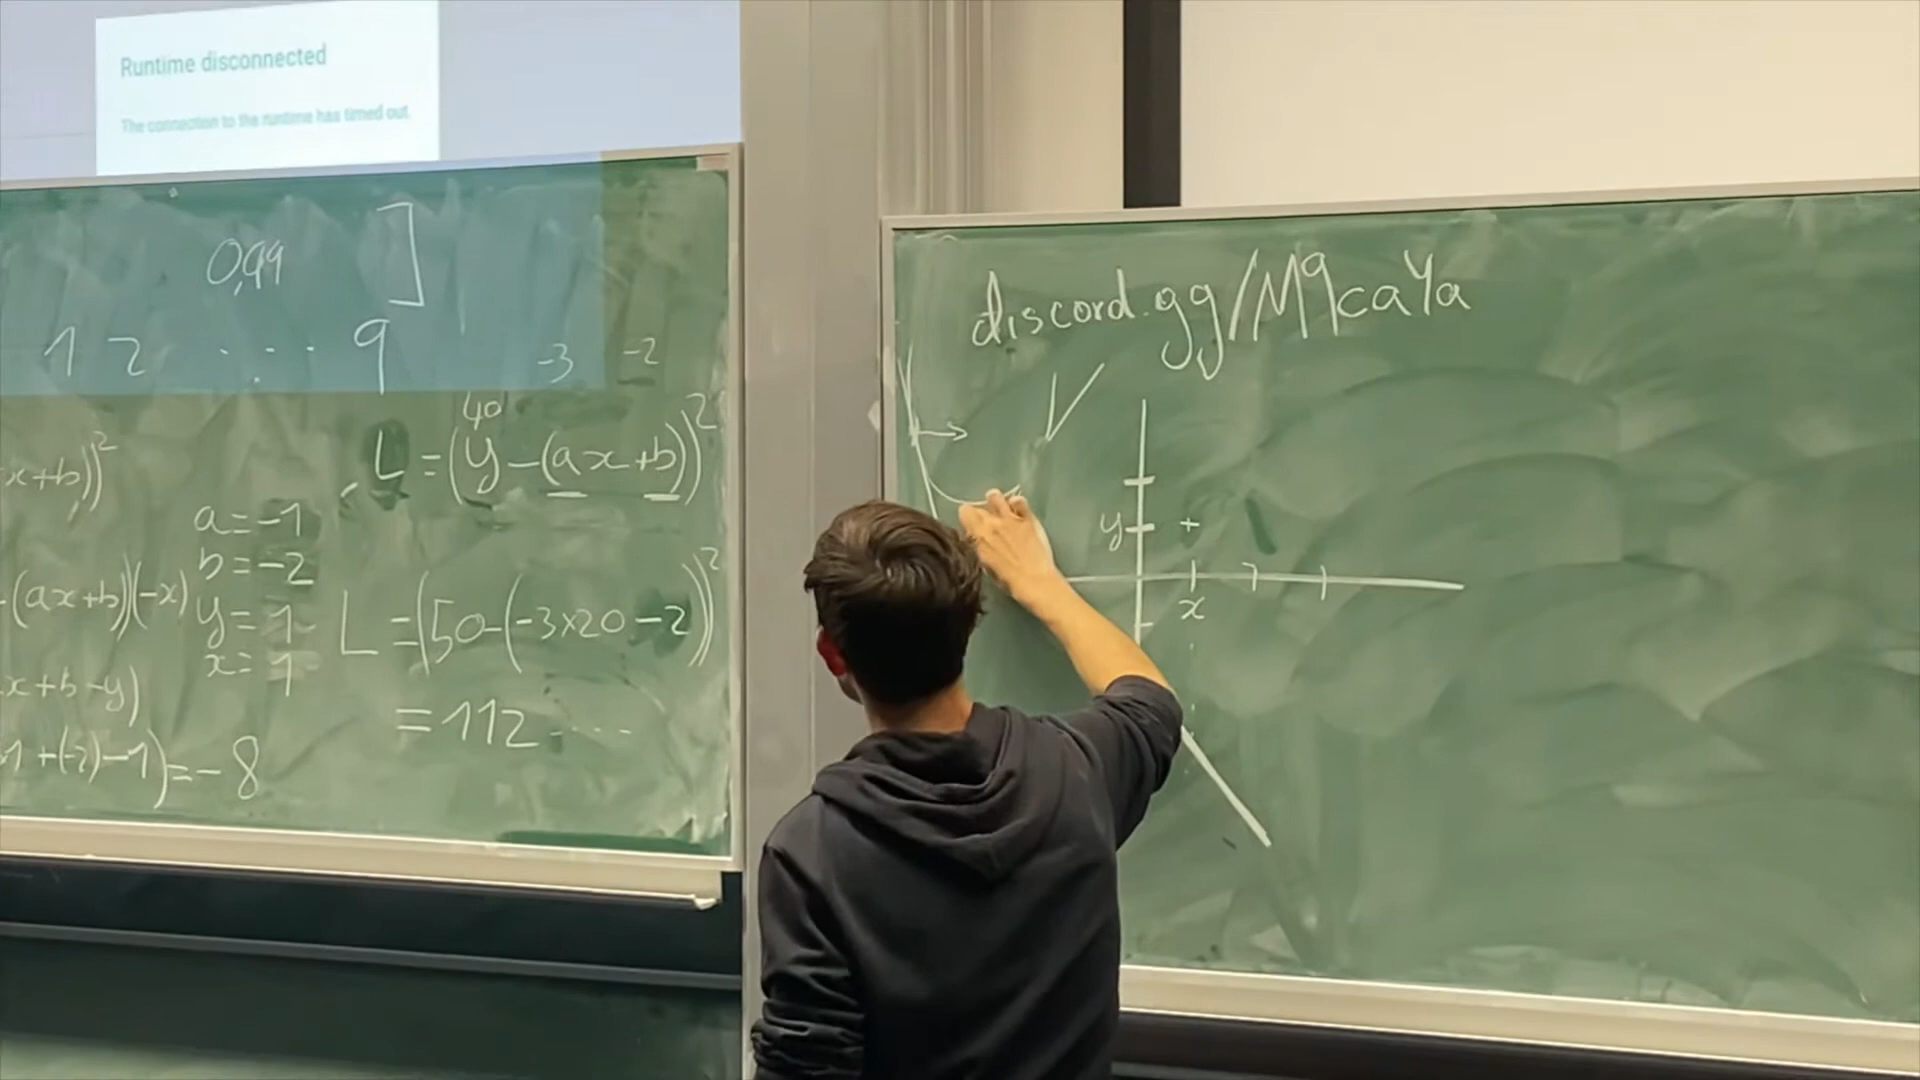 Runtime disconnected
The connection to the runtime has timed out.
0,99 ]
1 2 . . . . 9
-3 -2
40
L = (y - (ax+b))²
x+b))²
a = -1
b = -2
y = 1
x = 1
-(ax+b))(-x)
L = (50-(-3×20-2))²
x+b-y)
= 112 . . . .
1+(-2)-1) = -8
discord.gg/M9caYa
y
x